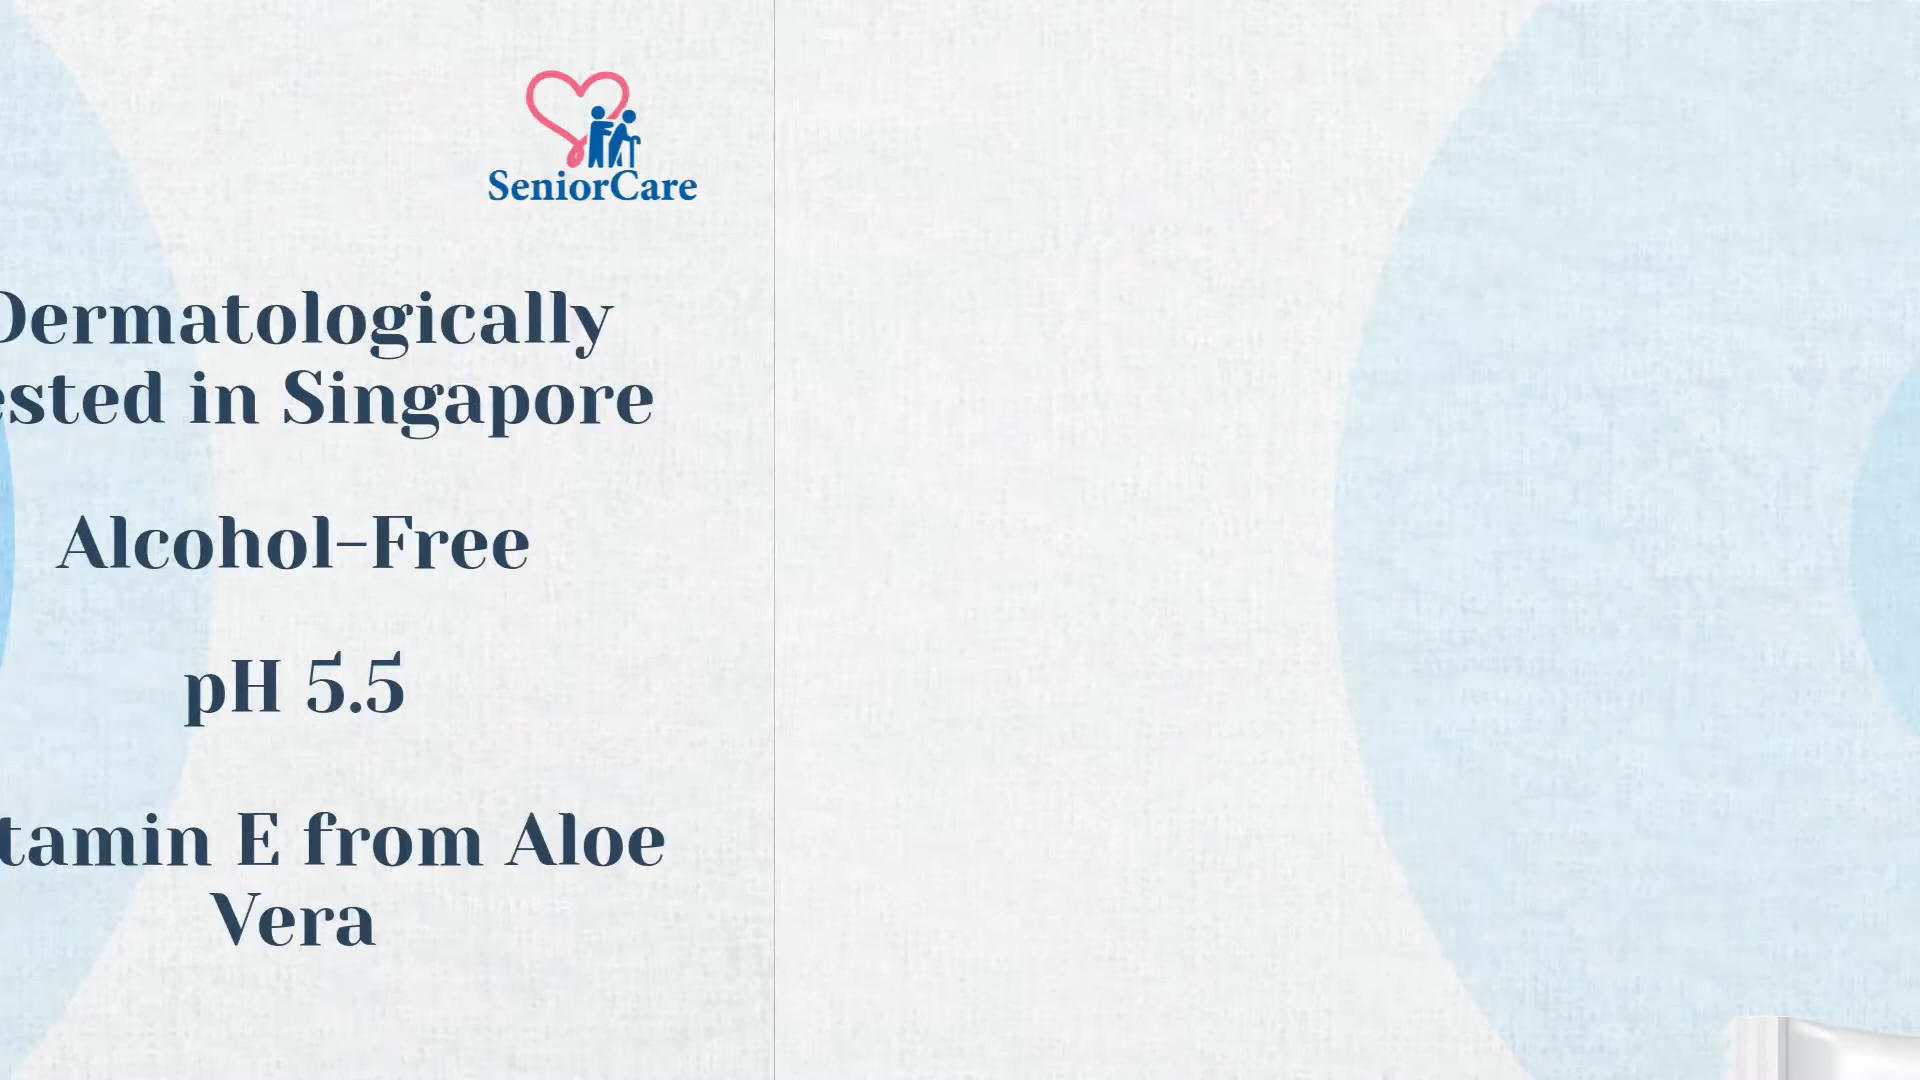 SeniorCare
Dermatologically
ested in Singapore
Alcohol-Free
pH 5.5
tamin E from Aloe
Vera